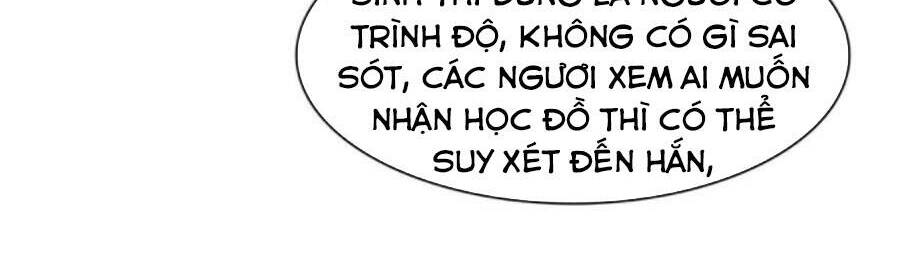 TRÌNH ĐỘ, KHÔNG CÓ GÌ SAI
SÓT, CÁC NGƯƠI XEM AI MUỐN
NHẬN HỌC ĐỒ THÌ CÓ THỂ
SUY XÉT ĐẾN HẮN,